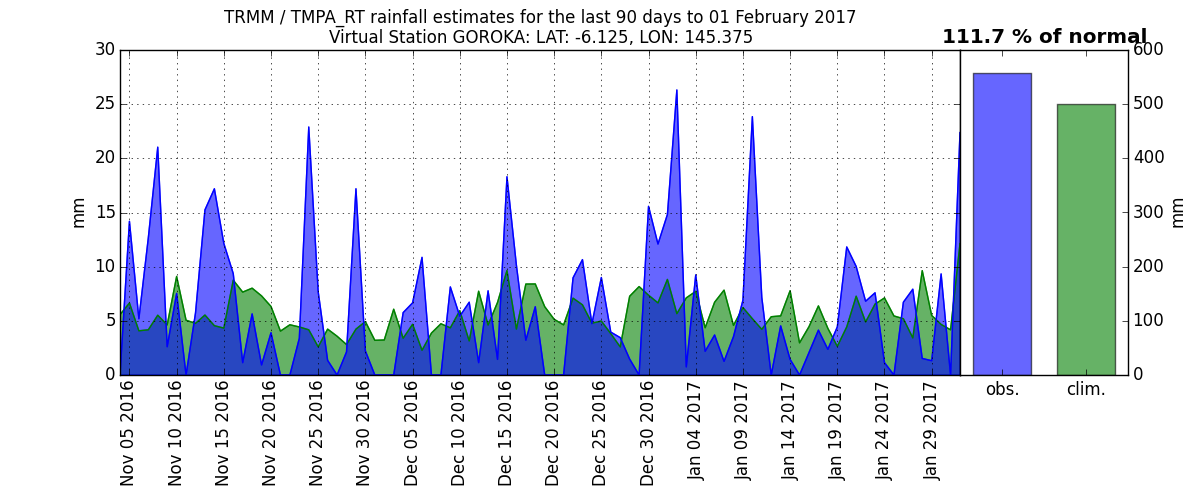 TRMM / TMPA_RT rainfall estimates for the last 90 days to 01 February 2017
Virtual Station GOROKA: LAT: -6.125, LON: 145.375
111.7 % of normal
30
25
20
15
10
5
0
mm
600
500
400
300
200
100
0
mm
Nov 05 2016
Nov 10 2016
Nov 15 2016
Nov 20 2016
Nov 25 2016
Nov 30 2016
Dec 05 2016
Dec 10 2016
Dec 15 2016
Dec 20 2016
Dec 25 2016
Dec 30 2016
Jan 04 2017
Jan 09 2017
Jan 14 2017
Jan 19 2017
Jan 24 2017
Jan 29 2017
obs.
clim.